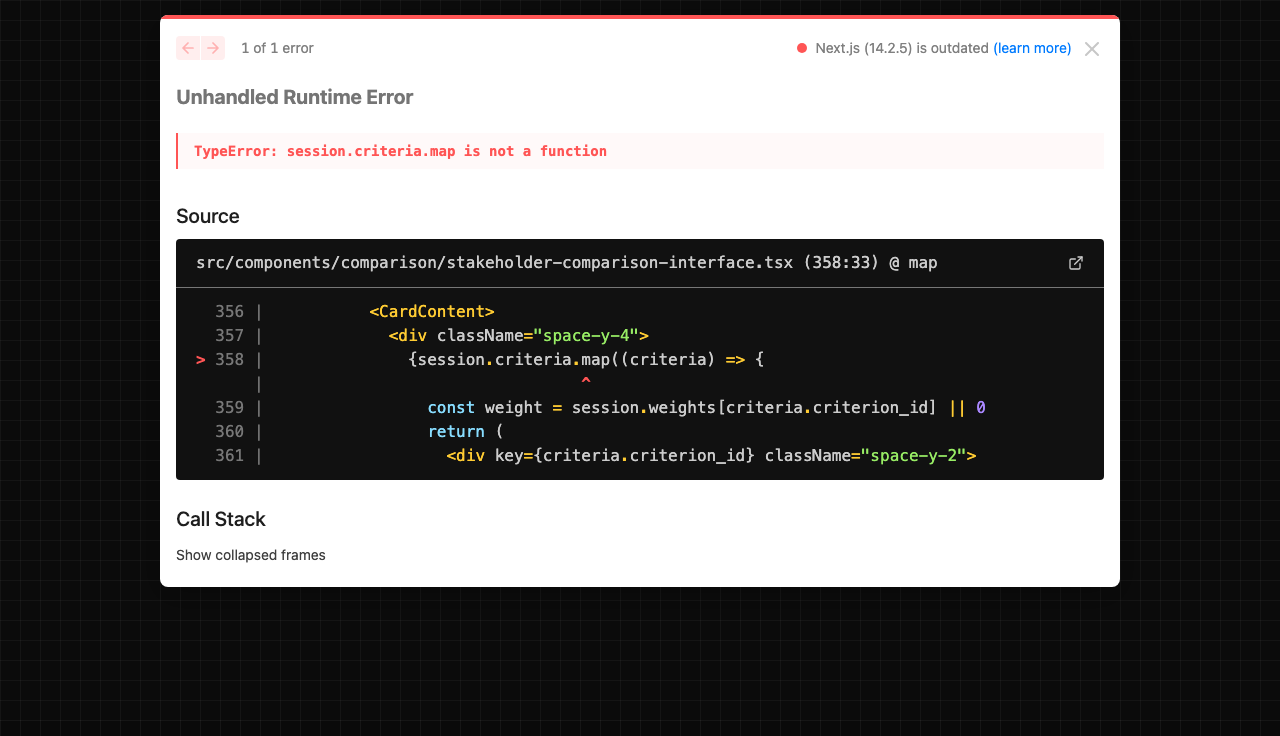 1 of 1 error
Next.js (14.2.5) is outdated (learn more)
Unhandled Runtime Error
TypeError: session.criteria.map is not a function
Source
src/components/comparison/stakeholder-comparison-interface.tsx (358:33) @ map
356 | <CardContent>
357 | <div className="space-y-4">
> 358 | {session.criteria.map((criteria) => {
| ^
359 | const weight = session.weights[criteria.criterion_id] || 0
360 | return (
361 | <div key={criteria.criterion_id} className="space-y-2">
Call Stack
Show collapsed frames